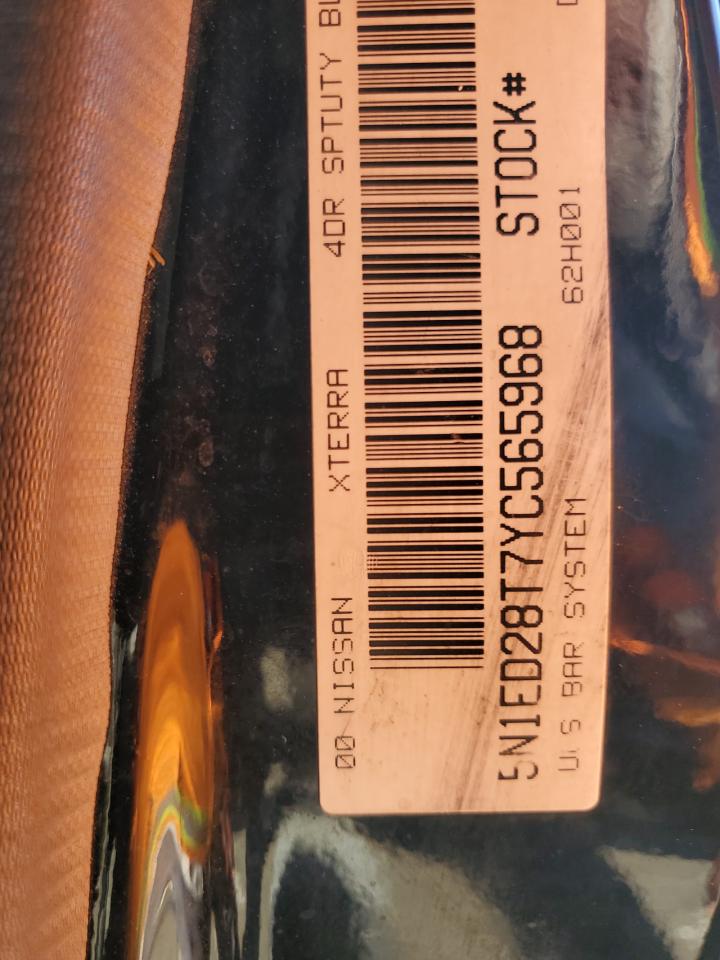 00 NISSAN XTERRA 4DR SPTUTY
5N1ED28T7YC565968 STOCK#
BAR SYSTEM 62H001